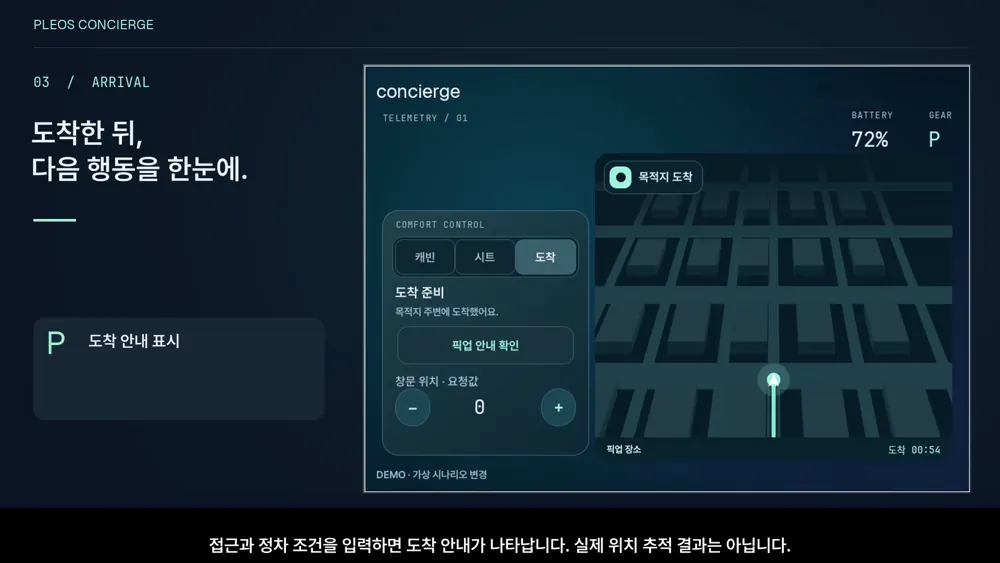 PLEOS CONCIERGE
03 / ARRIVAL
도착한 뒤,
다음 행동을 한눈에.
P 도착 안내 표시
concierge
TELEMETRY / 01
BATTERY GEAR
72% P
목적지 도착
COMFORT CONTROL
캐빈 시트 도착
도착 준비
목적지 주변에 도착했어요.
픽업 안내 확인
창문 위치 · 요청값
– 0 +
픽업 장소 도착 00:54
DEMO · 가상 시나리오 변경
접근과 정차 조건을 입력하면 도착 안내가 나타납니다. 실제 위치 추적 결과는 아닙니다.